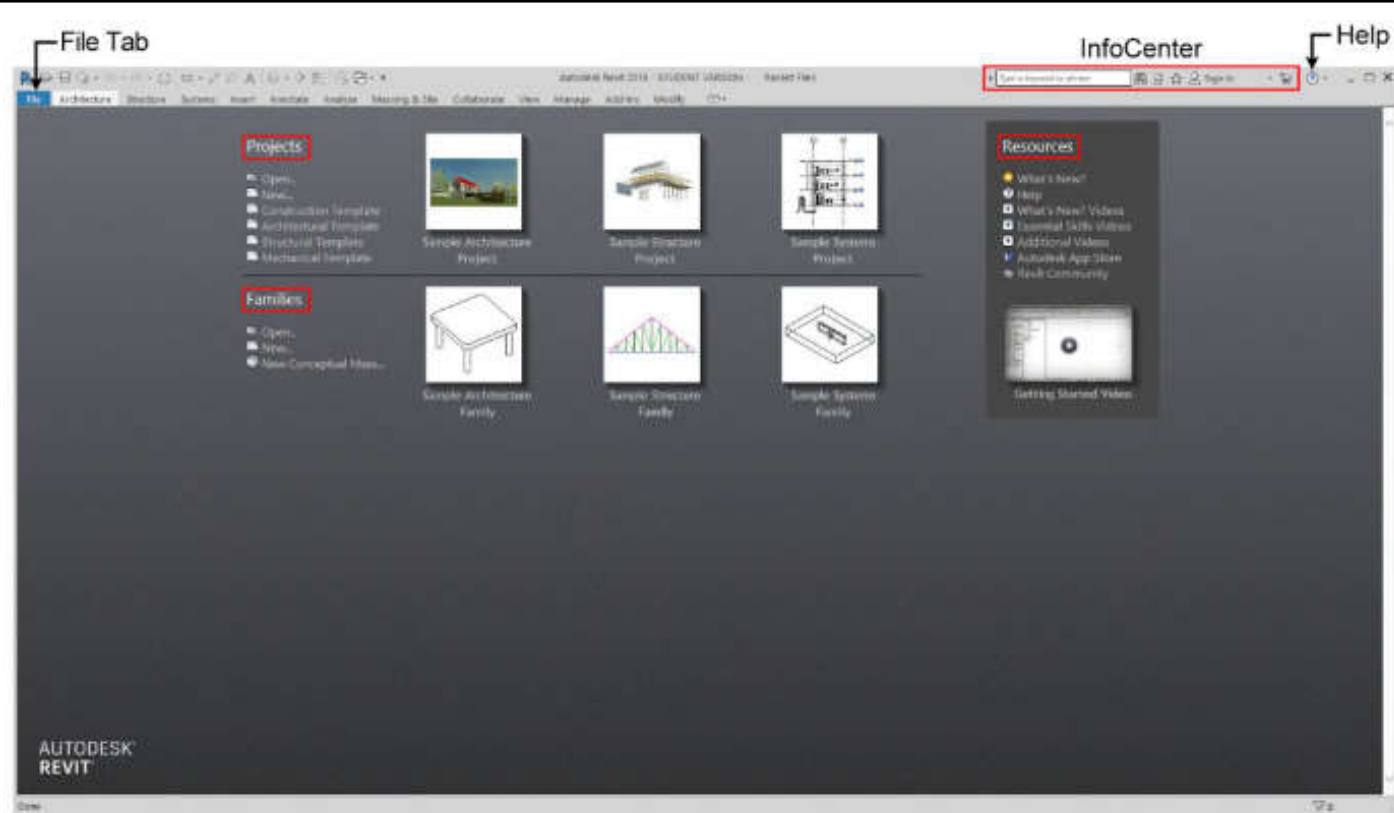 File Tab
InfoCenter
Help
Sign In
File Architecture Structure Systems Insert Annotate Analyze Massing & Site Collaborate View Manage Add-Ins Modify
Projects
Open...
New...
Construction Template
Architectural Template
Structural Template
Mechanical Template
Sample Architecture
Project
Sample Structure
Project
Sample Systems
Project
Families
Open...
New...
New Conceptual Mass...
Sample Architecture
Family
Sample Structure
Family
Sample Systems
Family
Resources
What's New?
Help
What's New? Videos
Essential Skills Videos
Additional Videos
Autodesk App Store
Revit Community
Getting Started Video
AUTODESK
REVIT